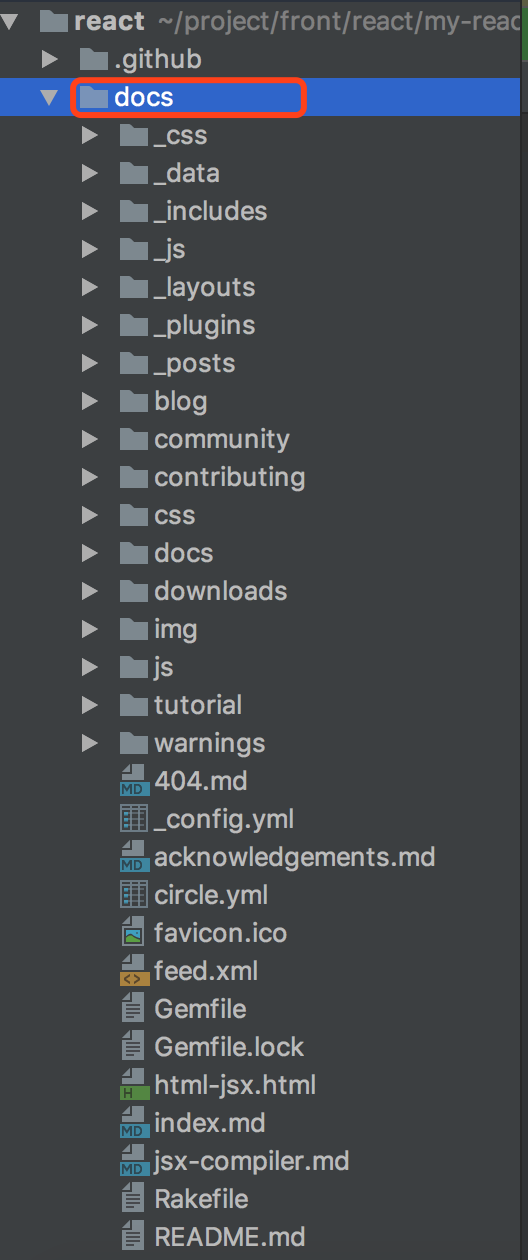 react ~/project/front/react/my-reac
.github
docs
_css
_data
_includes
_js
_layouts
_plugins
_posts
blog
community
contributing
css
docs
downloads
img
js
tutorial
warnings
MD 404.md
_config.yml
MD acknowledgements.md
circle.yml
favicon.ico
<> feed.xml
Gemfile
Gemfile.lock
H html-jsx.html
MD index.md
MD jsx-compiler.md
Rakefile
MD README.md